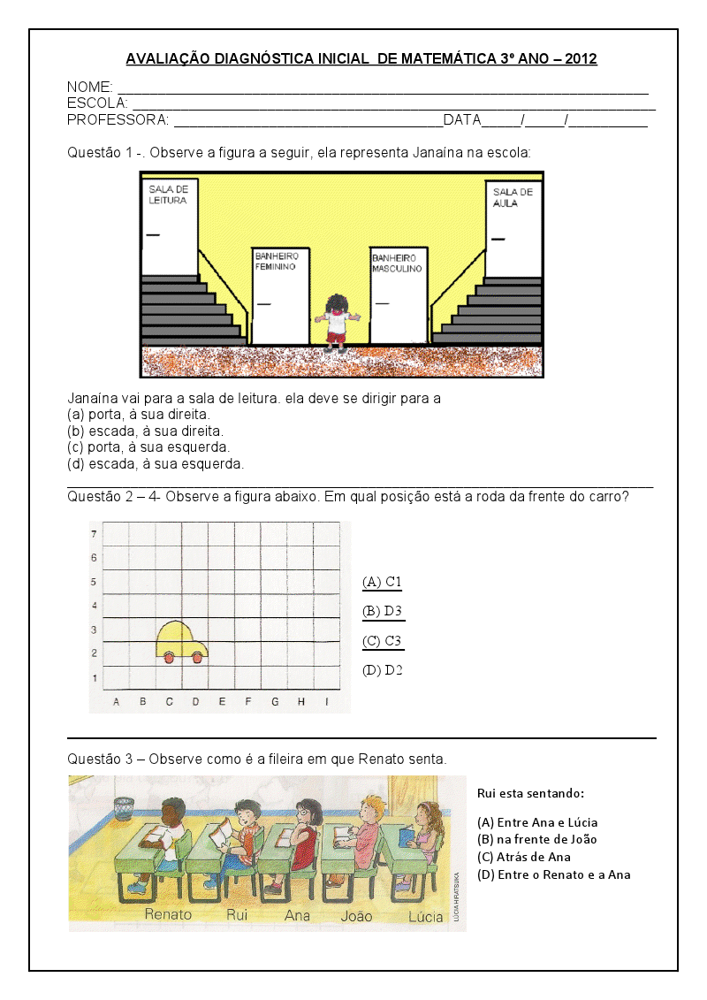 AVALIAÇÃO DIAGNÓSTICA INICIAL DE MATEMÁTICA 3º ANO – 2012
NOME: ____________________________________________________________________
ESCOLA: ___________________________________________________________________
PROFESSORA: __________________________________DATA_____/_____/__________
Questão 1 -. Observe a figura a seguir, ela representa Janaína na escola:
SALA DE
LEITURA
BANHEIRO
FEMININO
BANHEIRO
MASCULINO
SALA DE
AULA
Janaína vai para a sala de leitura. ela deve se dirigir para a
(a) porta, à sua direita.
(b) escada, à sua direita.
(c) porta, à sua esquerda.
(d) escada, à sua esquerda.
Questão 2 – 4- Observe a figura abaixo. Em qual posição está a roda da frente do carro?
7
6
5
4
3
2
1
A B C D E F G H I
(A) C1
(B) D3
(C) C3
(D) D2
Questão 3 – Observe como é a fileira em que Renato senta.
Renato Rui Ana João Lúcia
LÚCIA HIRATSUKA
Rui esta sentando:
(A) Entre Ana e Lúcia
(B) na frente de João
(C) Atrás de Ana
(D) Entre o Renato e a Ana